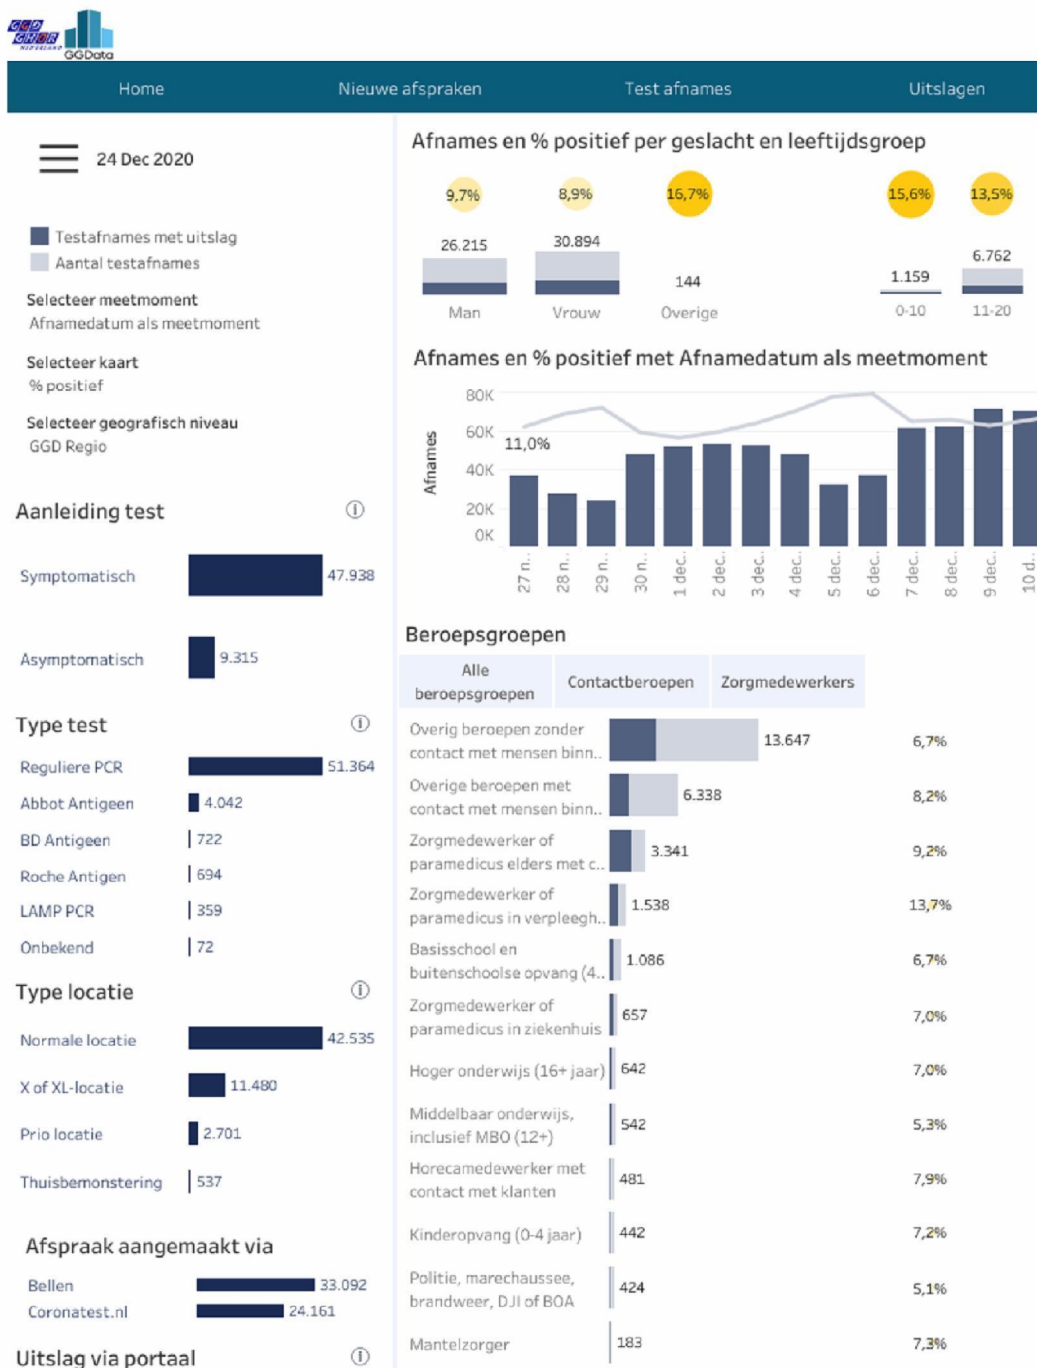 GGD
GHOR
NEDERLAND
GGData
Home
Nieuwe afspraken
Test afnames
Uitslagen
24 Dec 2020
Testafnames met uitslag
Aantal testafnames
Selecteer meetmoment
Afnamedatum als meetmoment
Selecteer kaart
% positief
Selecteer geografisch niveau
GGD Regio
Aanleiding test
Symptomatisch 47.938
Asymptomatisch 9.315
Type test
Reguliere PCR 51.364
Abbot Antigeen 4.042
BD Antigeen 722
Roche Antigen 694
LAMP PCR 359
Onbekend 72
Type locatie
Normale locatie 42.535
X of XL-locatie 11.480
Prio locatie 2.701
Thuisbemonstering 537
Afspraak aangemaakt via
Bellen 33.092
Coronatest.nl 24.161
Uitslag via portaal
Afnames en % positief per geslacht en leeftijdsgroep
9,7% 8,9% 16,7% 15,6% 13,5%
26.215 30.894 144 1.159 6.762
Man Vrouw Overige 0-10 11-20
Afnames en % positief met Afnamedatum als meetmoment
Afnames
80K
60K
40K
20K
0K
11,0%
27 n.. 28 n.. 29 n.. 30 n.. 1 dec.. 2 dec.. 3 dec.. 4 dec.. 5 dec.. 6 dec.. 7 dec.. 8 dec.. 9 dec.. 10 d..
Beroepsgroepen
Alle
beroepsgroepen
Contactberoepen
Zorgmedewerkers
Overig beroepen zonder
contact met mensen binn.. 13.647 6,7%
Overige beroepen met
contact met mensen binn.. 6.338 8,2%
Zorgmedewerker of
paramedicus elders met c.. 3.341 9,2%
Zorgmedewerker of
paramedicus in verpleegh.. 1.538 13,7%
Basisschool en
buitenschoolse opvang (4.. 1.086 6,7%
Zorgmedewerker of
paramedicus in ziekenhuis 657 7,0%
Hoger onderwijs (16+ jaar) 642 7,0%
Middelbaar onderwijs,
inclusief MBO (12+) 542 5,3%
Horecamedewerker met
contact met klanten 481 7,9%
Kinderopvang (0-4 jaar) 442 7,2%
Politie, marechaussee,
brandweer, DJI of BOA 424 5,1%
Mantelzorger 183 7,3%